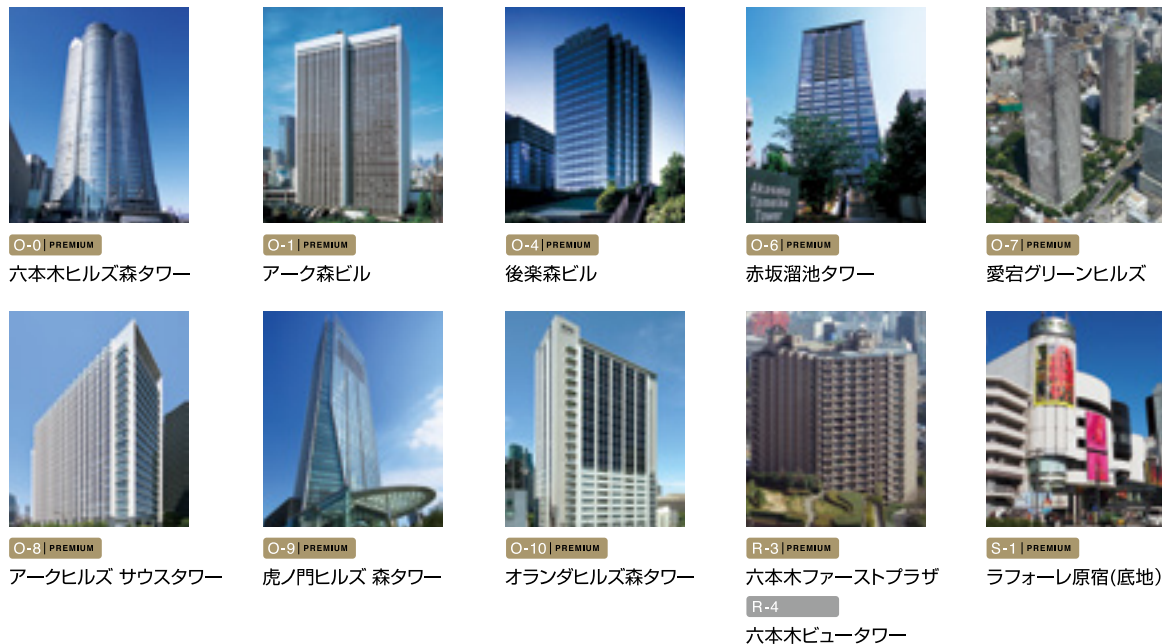 Akasaka
Tameike
Tower
O-0 PREMIUM
六本木ヒルズ森タワー
O-1 PREMIUM
アーク森ビル
O-4 PREMIUM
後楽森ビル
O-6 PREMIUM
赤坂溜池タワー
O-7 PREMIUM
愛宕グリーンヒルズ
O-8 PREMIUM
アークヒルズ サウスタワー
O-9 PREMIUM
虎ノ門ヒルズ 森タワー
O-10 PREMIUM
オランダヒルズ森タワー
R-3 PREMIUM
六本木ファーストプラザ
R-4
六本木ビュータワー
S-1 PREMIUM
ラフォーレ原宿(底地)